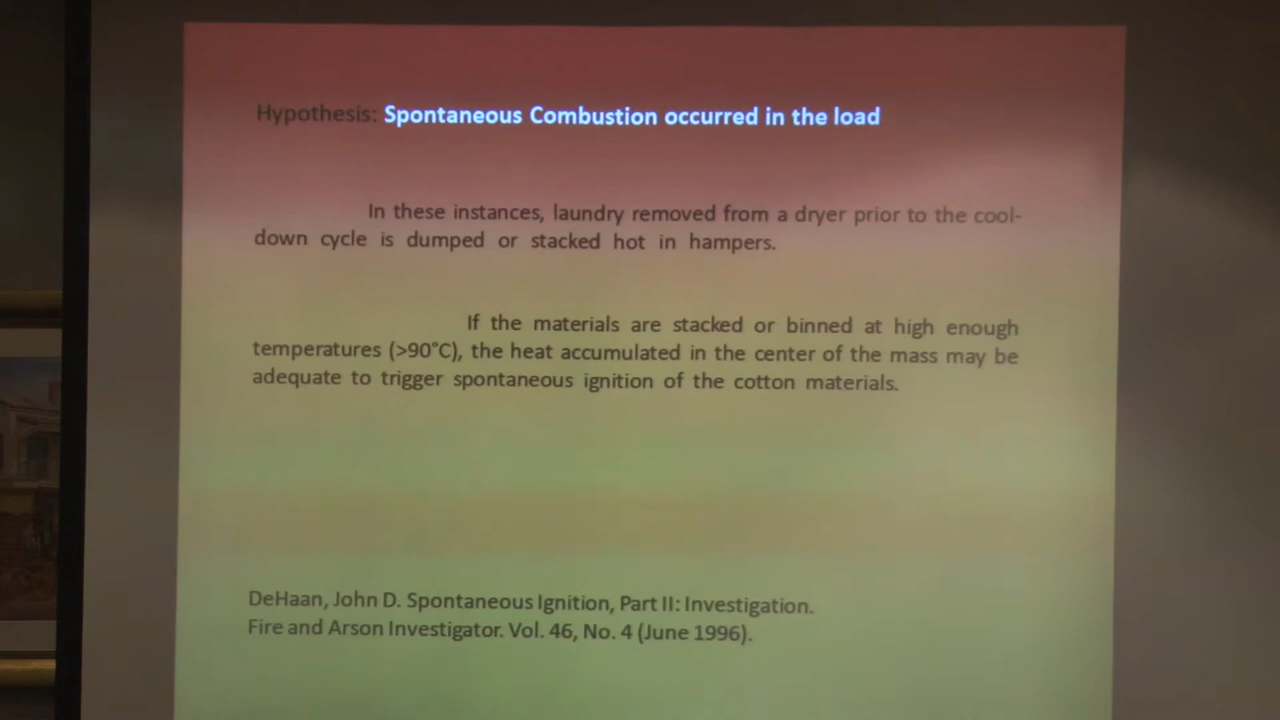 Hypothesis: Spontaneous Combustion occurred in the load
In these instances, laundry removed from a dryer prior to the cool-
down cycle is dumped or stacked hot in hampers.
If the materials are stacked or binned at high enough
temperatures (>90°C), the heat accumulated in the center of the mass may be
adequate to trigger spontaneous ignition of the cotton materials.
DeHaan, John D. Spontaneous Ignition, Part II: Investigation.
Fire and Arson Investigator. Vol. 46, No. 4 (June 1996).